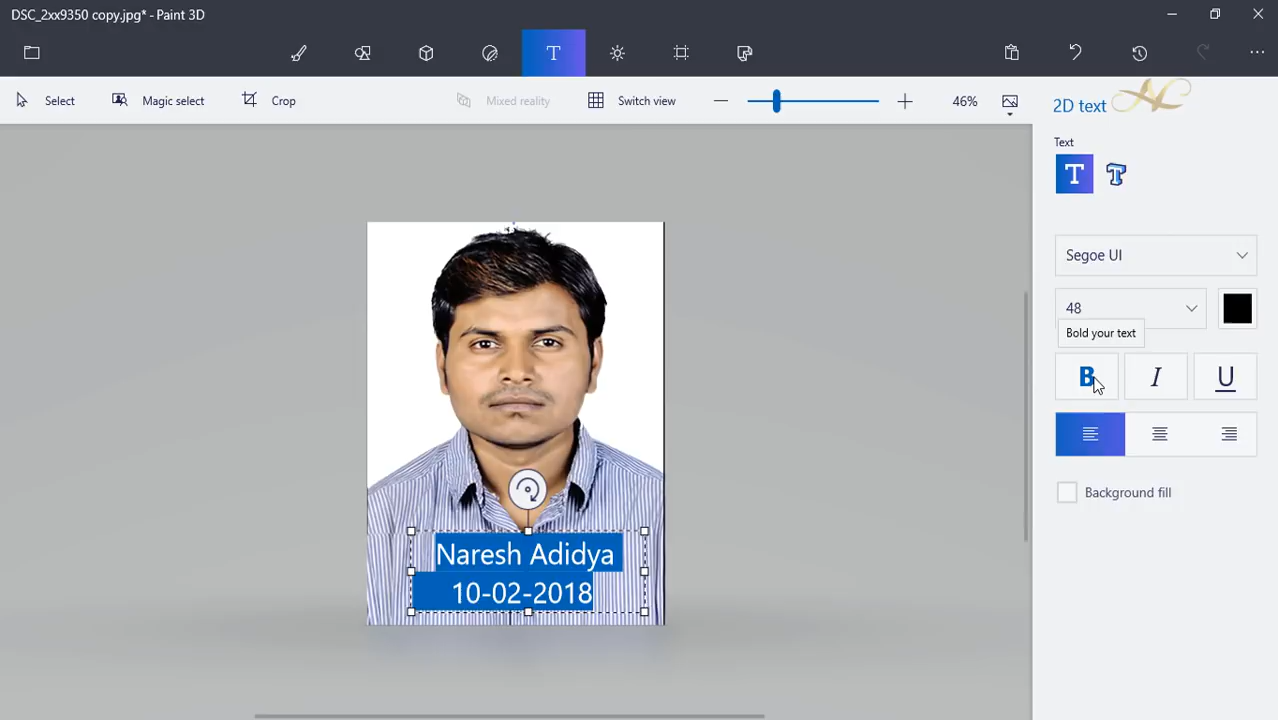 DSC_2xx9350 copy.jpg* - Paint 3D
T
Select
Magic select
Crop
Mixed reality
Switch view
46%
2D text
Text
T T
Segoe UI
48
Bold your text
B I U
Background fill
Naresh Adidya
10-02-2018